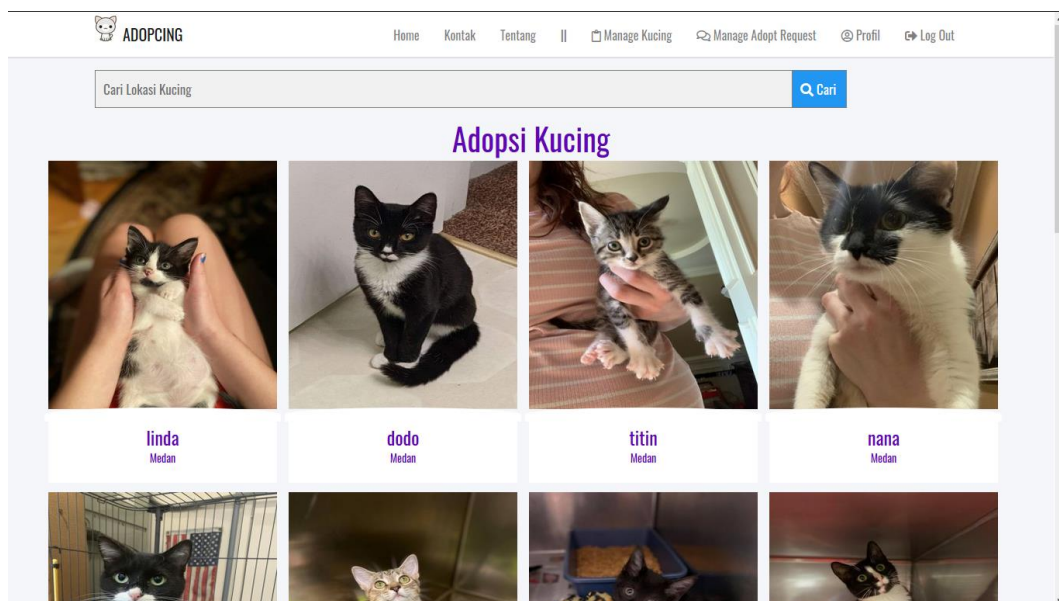 ADOPCING
Home Kontak Tentang || Manage Kucing Manage Adopt Request Profil Log Out
Cari Lokasi Kucing Cari
Adopsi Kucing
linda dodo titin nana
Medan Medan Medan Medan